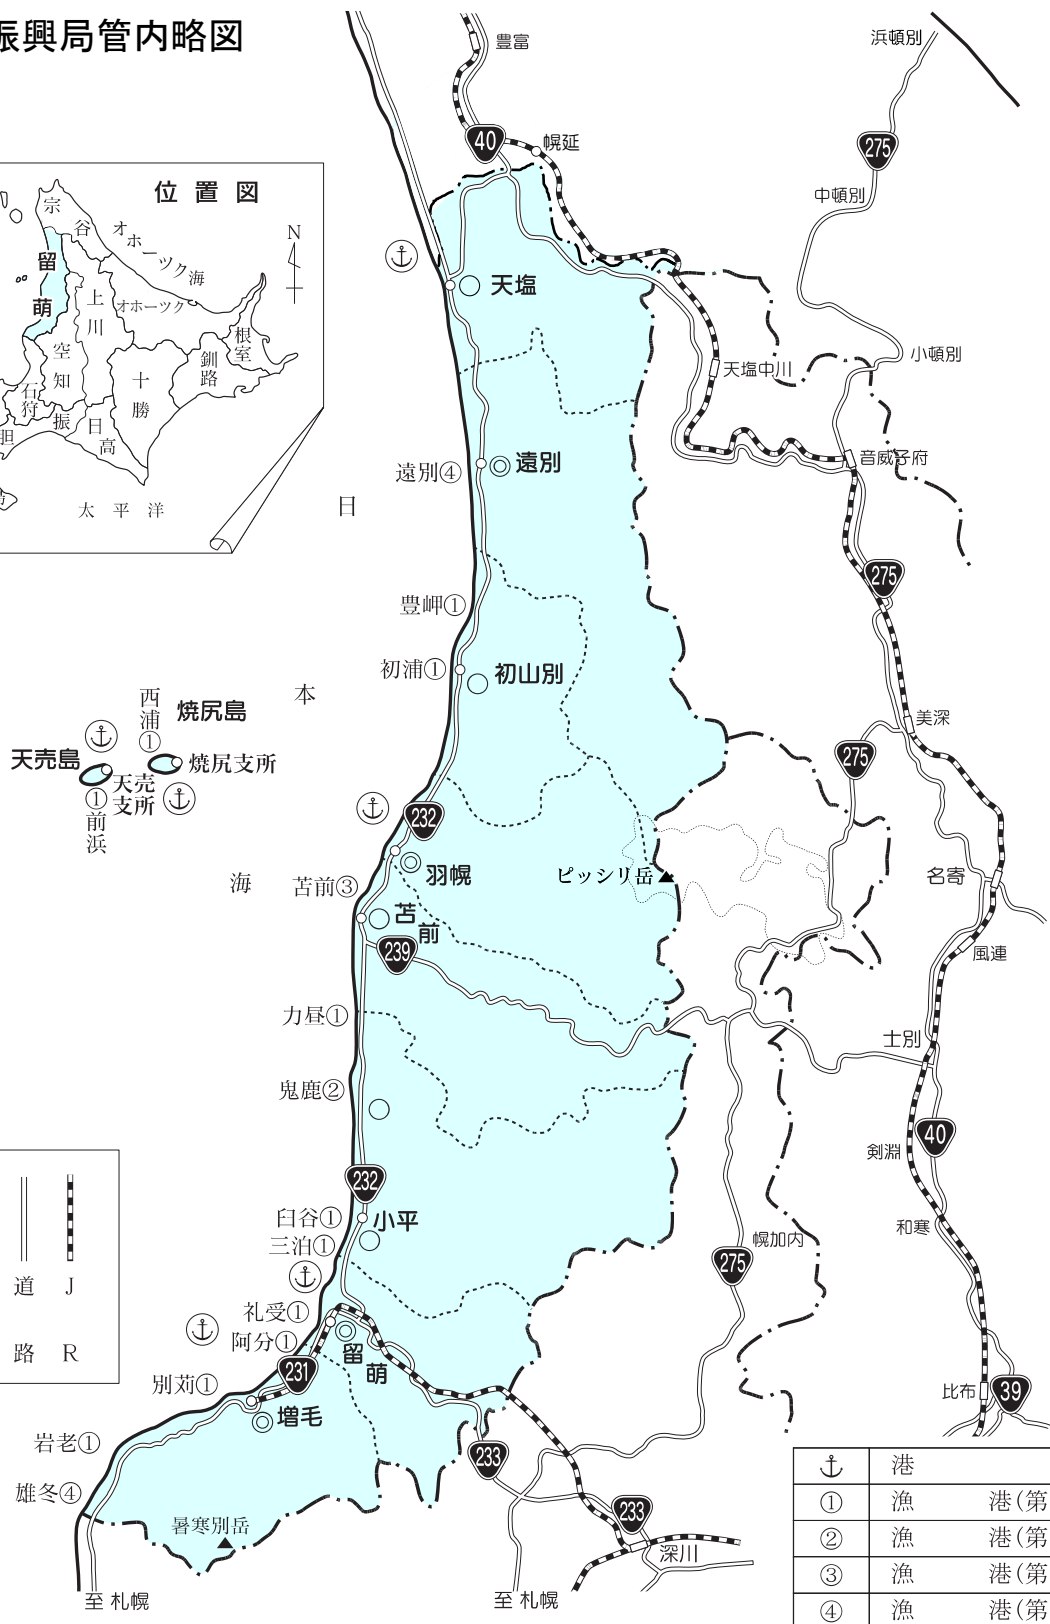 振興局管内略図
位置図
N
宗谷
オホーツク海
留萌
上川
オホーツク
空知
石狩
胆振
日高
十勝
釧路
根室
太平洋
豊富
浜頓別
40
幌延
275
中頓別
天塩
天塩中川
小頓別
音威子府
遠別④
遠別
日
本
海
275
豊岬①
初浦①
初山別
美深
275
西浦①
焼尻島
天売島
焼尻支所
天売支所
①前浜
232
羽幌
ピッシリ岳
名寄
苫前③
苫前
239
風連
力昼①
士別
鬼鹿②
40
剣淵
232
臼谷①
小平
三泊①
和寒
幌加内
275
礼受①
阿分①
留萌
231
別苅①
増毛
比布
39
岩老①
雄冬④
233
233
暑寒別岳
深川
至 札幌
至 札幌
道路
JR
港
① 漁 港(第
② 漁 港(第
③ 漁 港(第
④ 漁 港(第